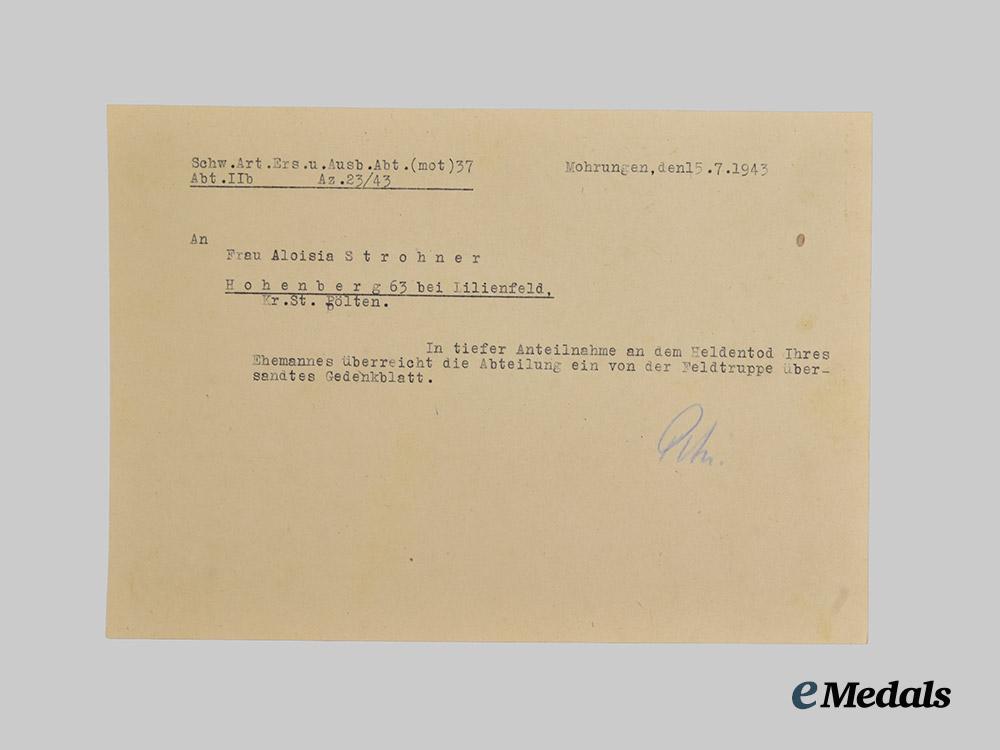 Schw.Art.Ers.u.Ausb.Abt.(mot)37
Mohrungen,den15.7.1943
Abt.IIb Az.23/43
An
Frau Aloisia S t r o h n e r
H o h e n b e r g 63 bei Lilienfeld,
Kr.St. Pölten.
In tiefer Anteilnahme an dem Heldentod Ihres
Ehemannes überreicht die Abteilung ein von der Feldtruppe über-
sandtes Gedenkblatt.
eMedals